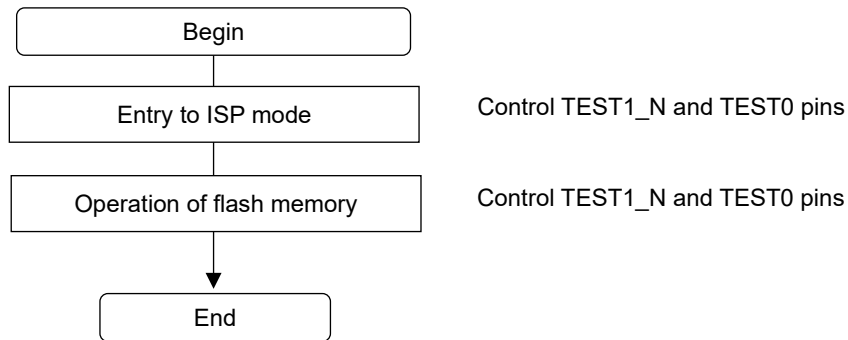 Begin
Entry to ISP mode
Control TEST1_N and TEST0 pins
Operation of flash memory
Control TEST1_N and TEST0 pins
End